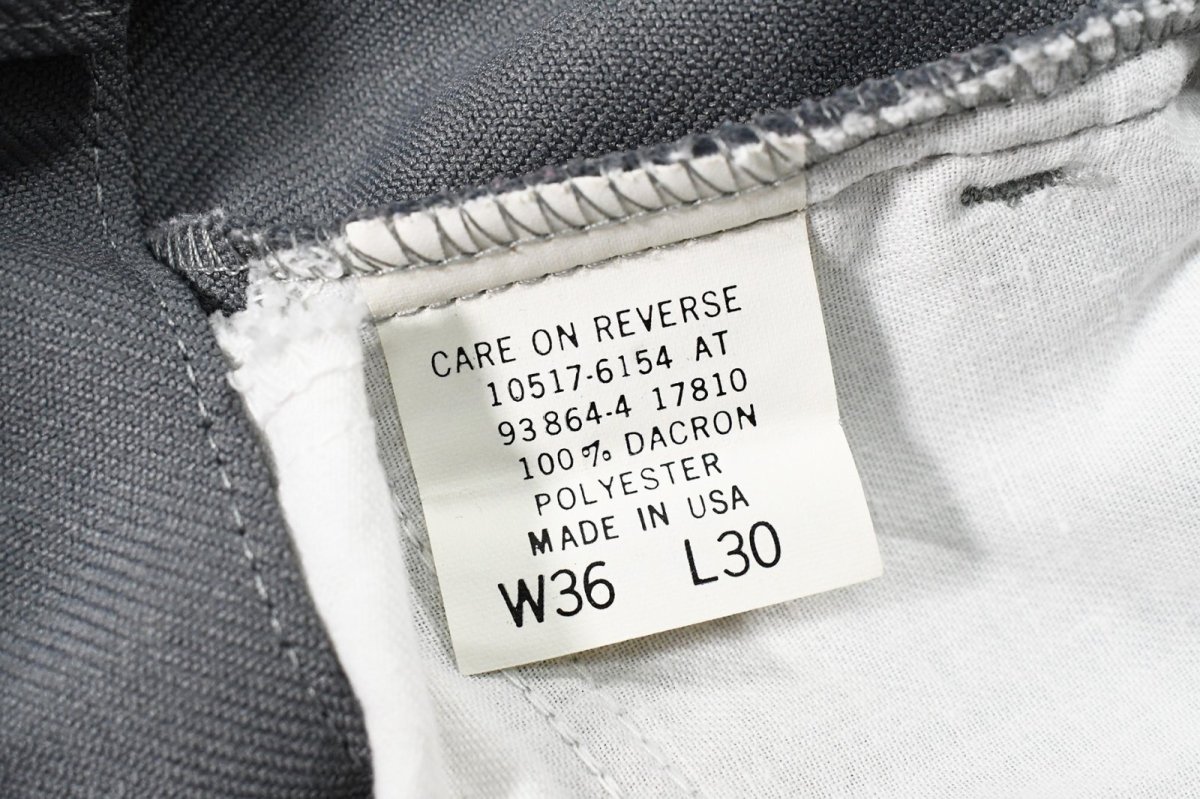 CARE ON REVERSE
10517-6154 AT
93864-4 17810
100% DACRON
POLYESTER
MADE IN USA
W36 L30